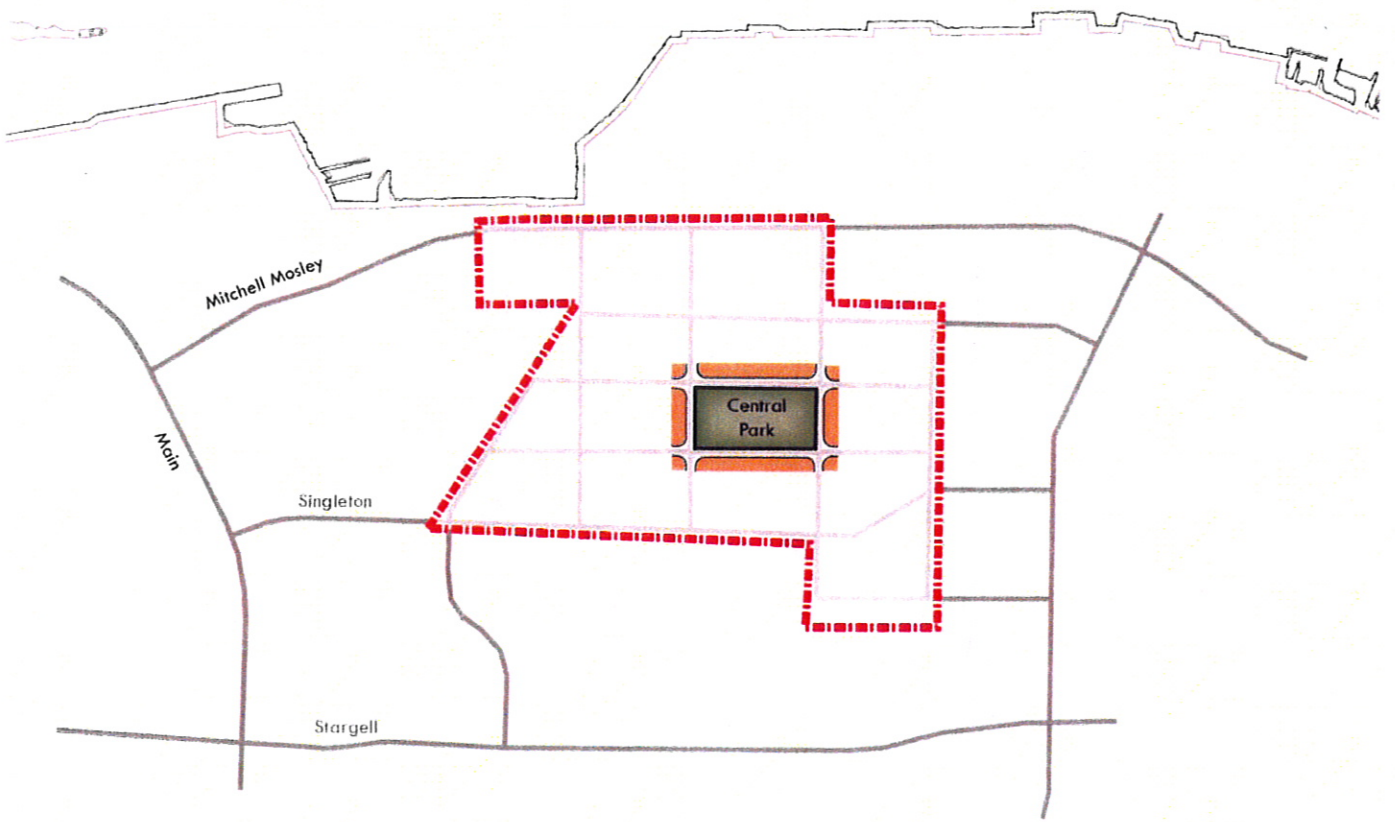 Mitchell Mosley
Main
Central
Park
Singleton
Stargell